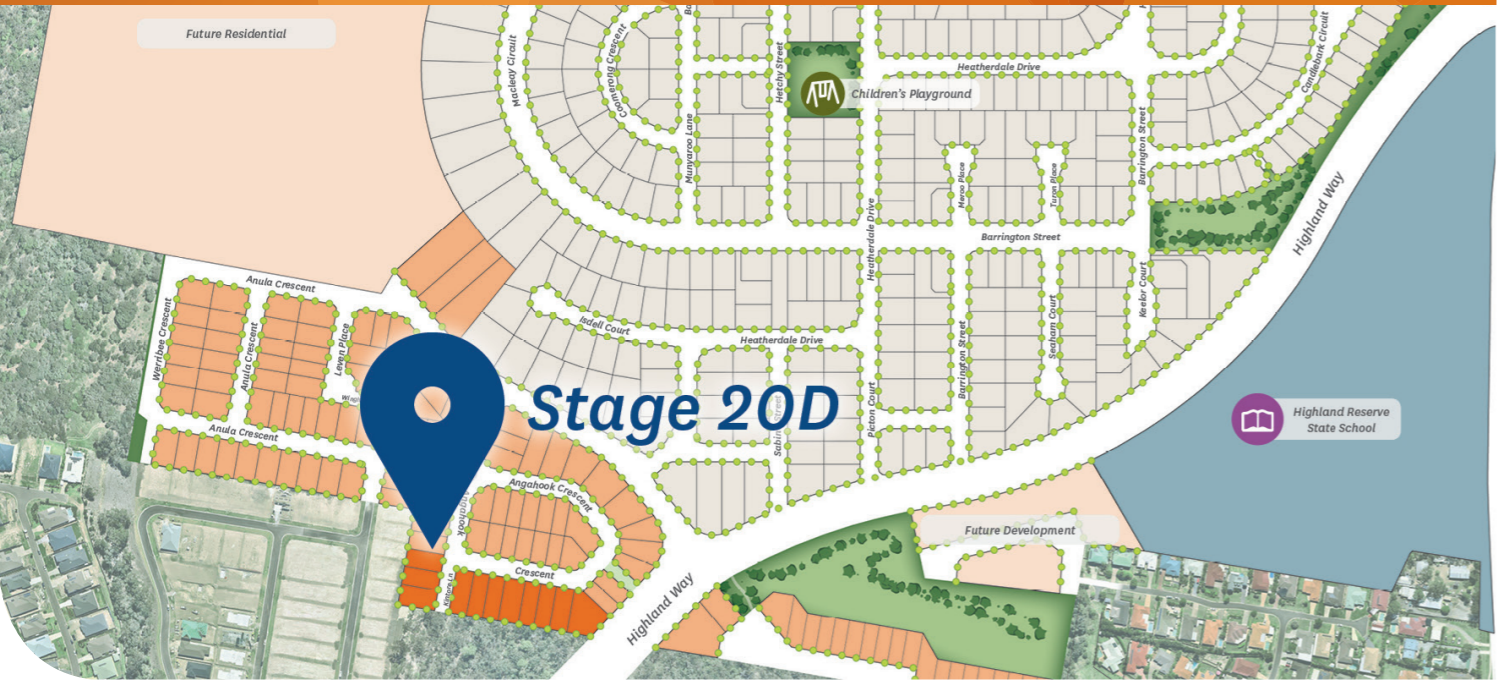 Future Residential
Macleay Circuit
Coomerong Crescent
Hetchy Street
Munyaroo Lane
Children's Playground
Heatherdale Drive
Candlebark Circuit
Barrington Street
Meroo Place
Turon Place
Heatherdale Drive
Barrington Street
Highland Way
Keelor Court
Seaham Court
Barrington Street
Isdell Court
Heatherdale Drive
Anula Crescent
Werribee Crescent
Anula Crescent
Leven Place
Anula Crescent
Stage 20D
Picton Court
Street
Highland Reserve
State School
Angahook Crescent
Angahook
Crescent
Future Development
Highland Way